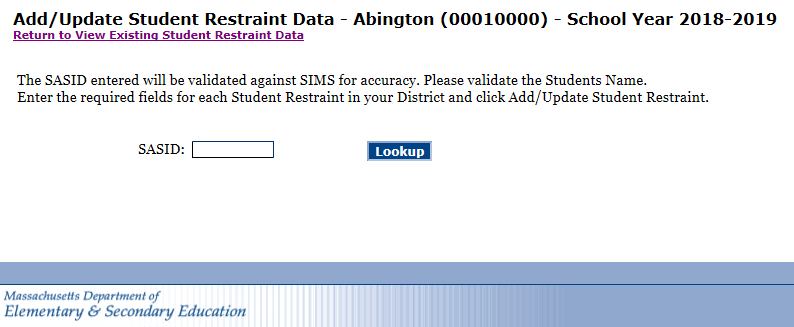 Add/Update Student Restraint Data - Abington (00010000) - School Year 2018-2019
Return to View Existing Student Restraint Data
The SASID entered will be validated against SIMS for accuracy. Please validate the Students Name.
Enter the required fields for each Student Restraint in your District and click Add/Update Student Restraint.
SASID: Lookup
Massachusetts Department of
Elementary & Secondary Education